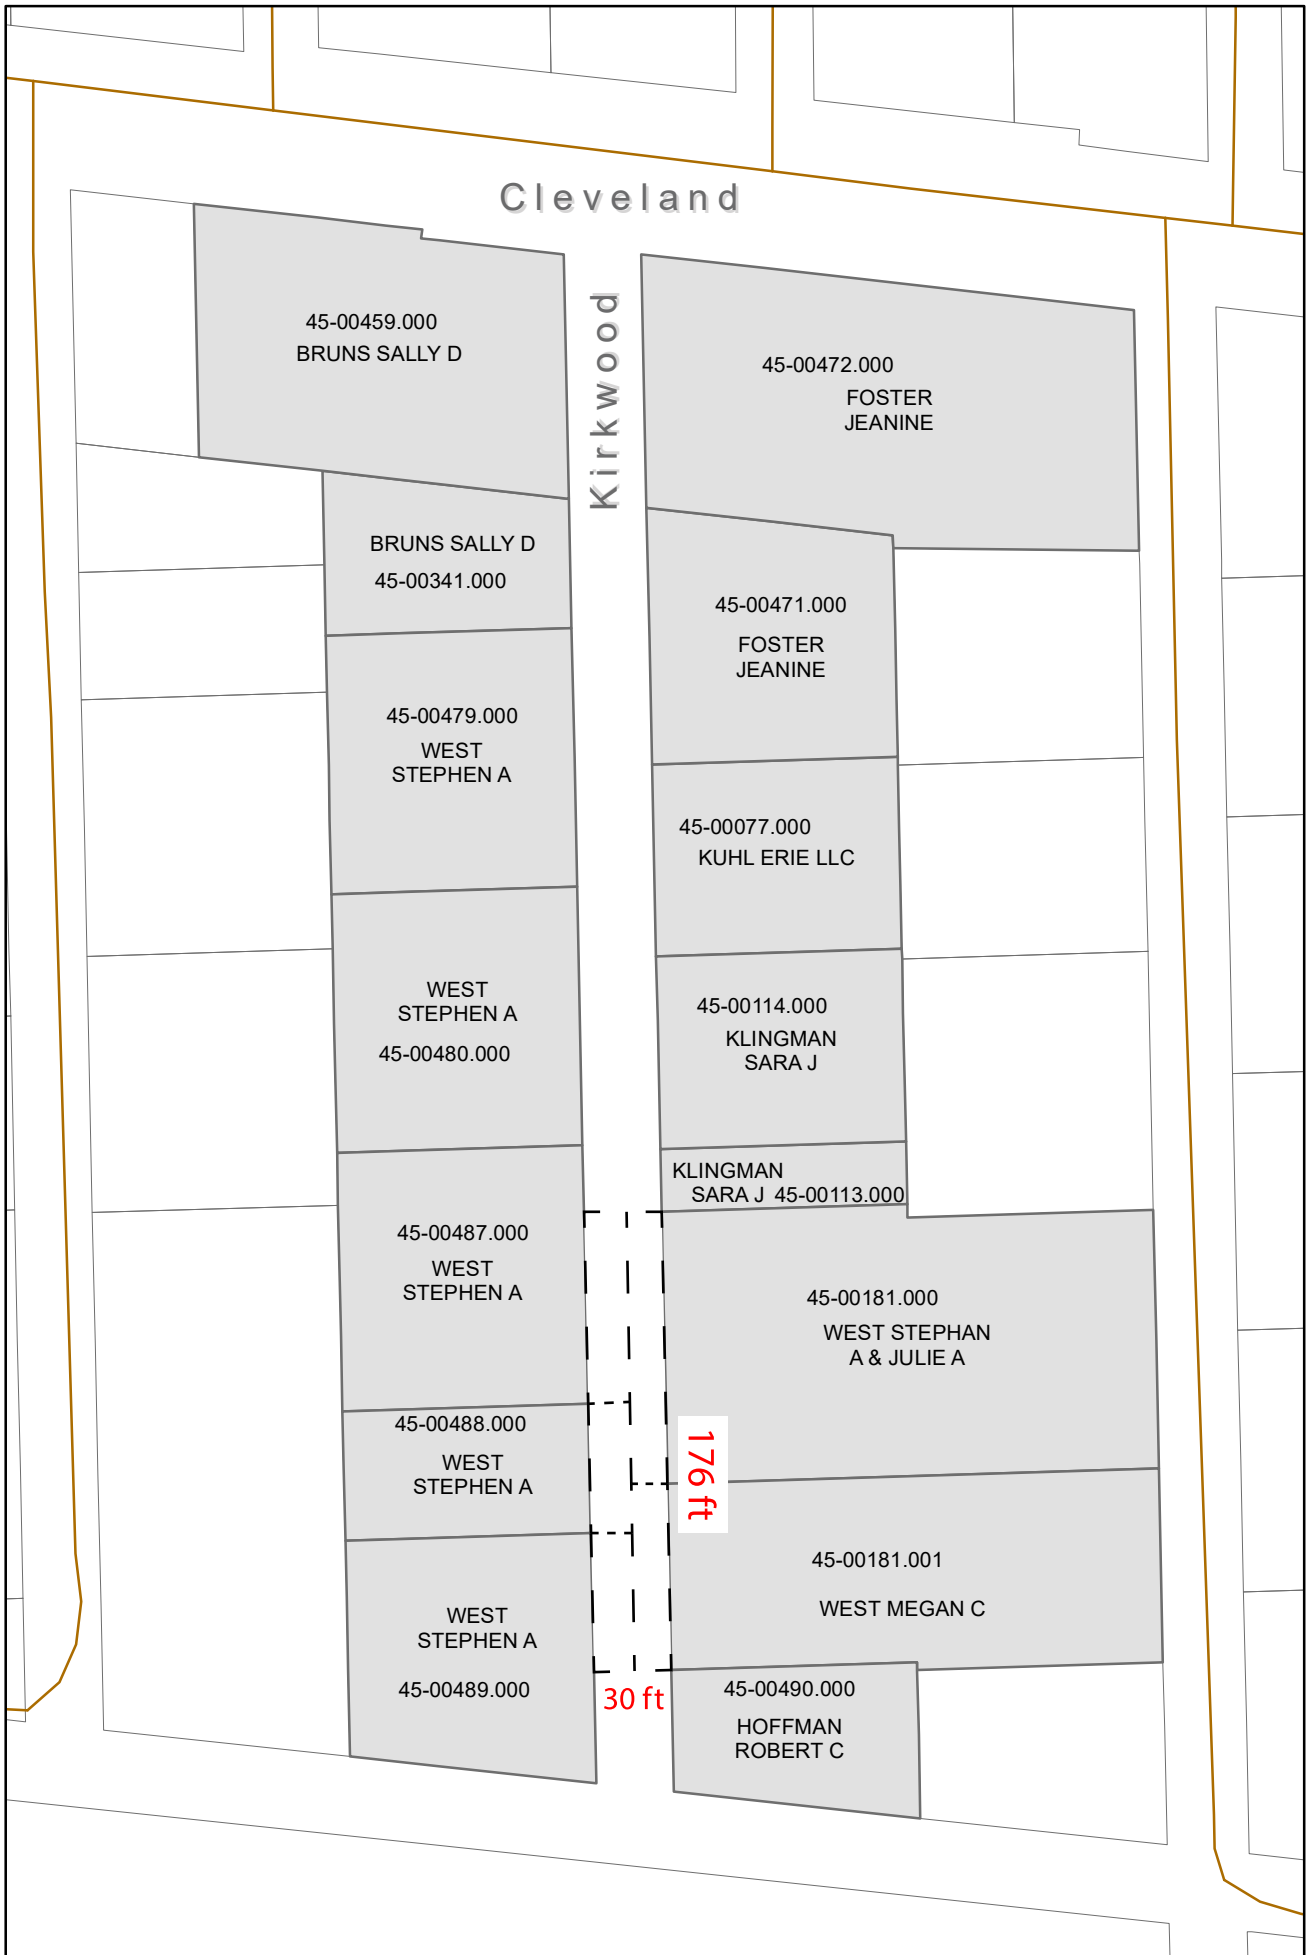 Cleveland
Kirkwood
45-00459.000
BRUNS SALLY D
45-00472.000
FOSTER
JEANINE
BRUNS SALLY D
45-00341.000
45-00471.000
FOSTER
JEANINE
45-00479.000
WEST
STEPHEN A
45-00077.000
KUHL ERIE LLC
WEST
STEPHEN A
45-00480.000
45-00114.000
KLINGMAN
SARA J
KLINGMAN
SARA J 45-00113.000
45-00487.000
WEST
STEPHEN A
45-00181.000
WEST STEPHAN
A & JULIE A
45-00488.000
WEST
STEPHEN A
176 ft
45-00181.001
WEST MEGAN C
WEST
STEPHEN A
45-00489.000
30 ft
45-00490.000
HOFFMAN
ROBERT C